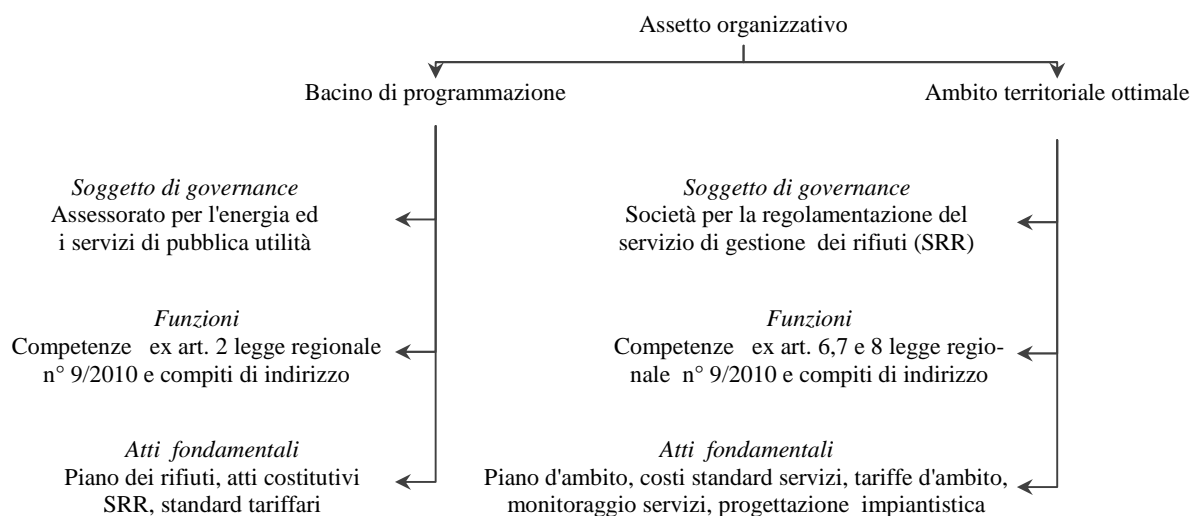 Assetto organizzativo
Bacino di programmazione
Ambito territoriale ottimale
Soggetto di governance
Assessorato per l'energia ed
i servizi di pubblica utilità
Soggetto di governance
Società per la regolamentazione del
servizio di gestione dei rifiuti (SRR)
Funzioni
Competenze ex art. 2 legge regionale
n° 9/2010 e compiti di indirizzo
Funzioni
Competenze ex art. 6,7 e 8 legge regio-
nale n° 9/2010 e compiti di indirizzo
Atti fondamentali
Piano dei rifiuti, atti costitutivi
SRR, standard tariffari
Atti fondamentali
Piano d'ambito, costi standard servizi, tariffe d'ambito,
monitoraggio servizi, progettazione impiantistica